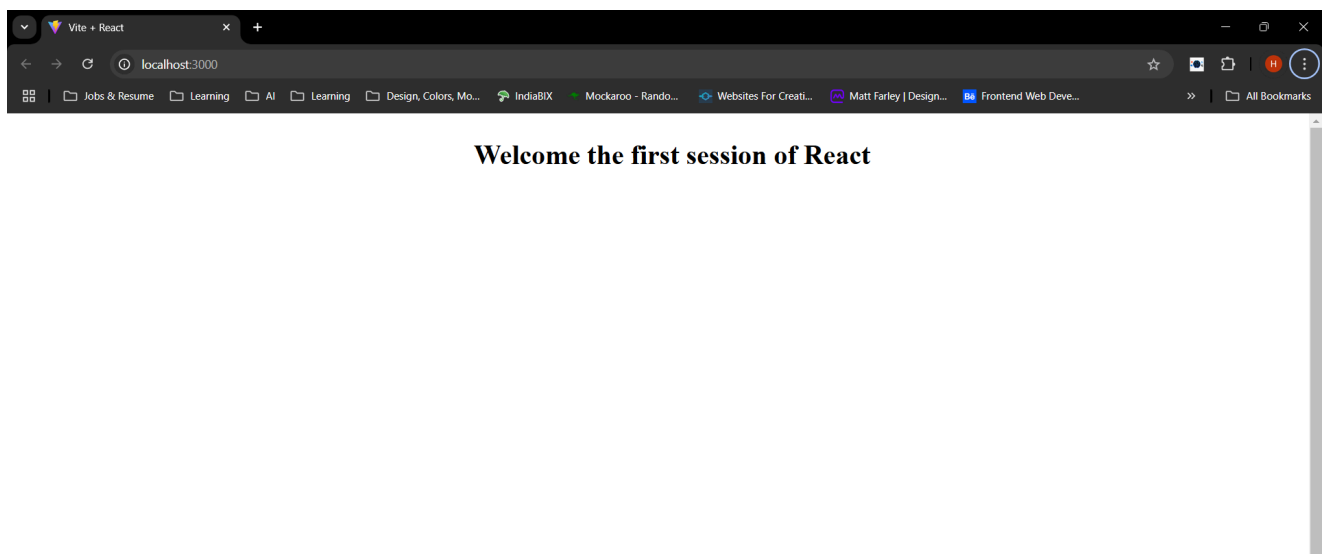 Vite + React
localhost:3000
Jobs & Resume Learning AI Learning Design, Colors, Mo... IndiaBIX Mockaroo - Rando... Websites For Creati... Matt Farley | Design... Bē Frontend Web Deve... All Bookmarks
H
Welcome the first session of React